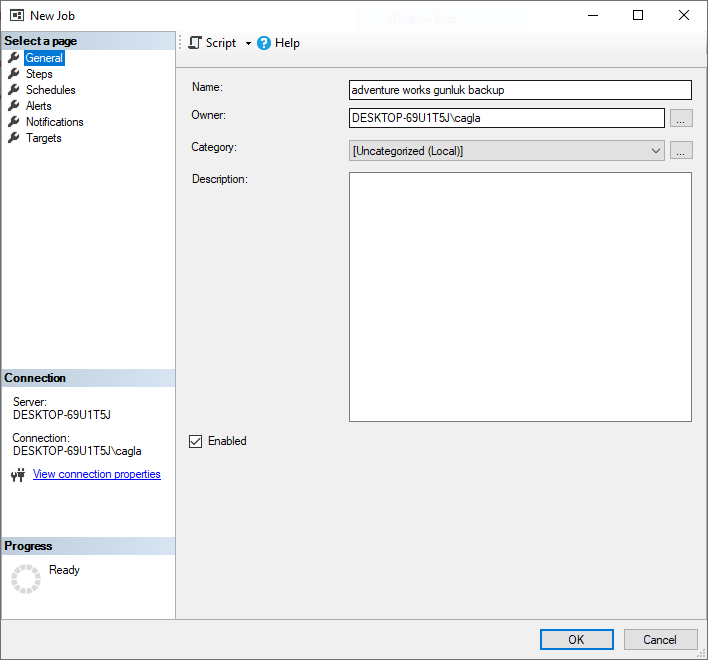 New Job
Select a page
General
Steps
Schedules
Alerts
Notifications
Targets
Script
Help
Name:
adventure works gunluk backup
Owner:
DESKTOP-69U1T5J\cagla
...
Category:
[Uncategorized (Local)]
...
Description:
Enabled
Connection
Server:
DESKTOP-69U1T5J
Connection:
DESKTOP-69U1T5J\cagla
View connection properties
Progress
Ready
OK
Cancel